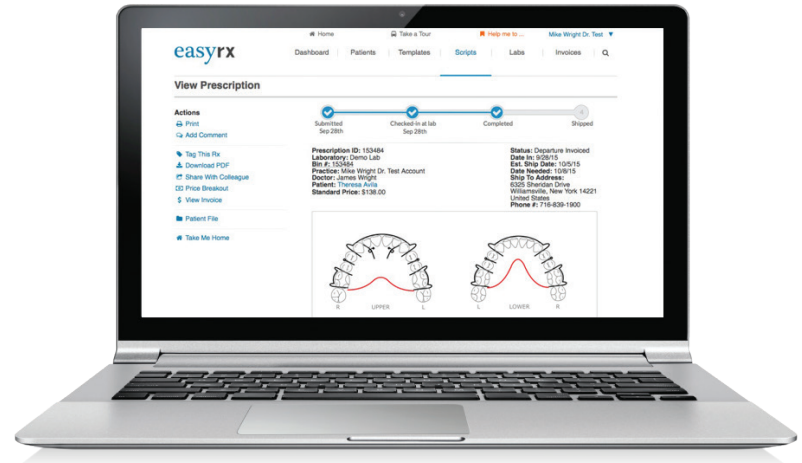 Home
Take a Tour
Help me to ...
Mike Wright Dr. Test ▼
easyrx
Dashboard
Patients
Templates
Scripts
Labs
Invoices
View Prescription
Actions
Print
Add Comment
Tag This Rx
Download PDF
Share With Colleague
Price Breakout
$ View Invoice
Patient File
Take Me Home
Submitted
Sep 28th
Checked-in at lab
Sep 28th
Completed
4
Shipped
Prescription ID: 153484
Laboratory: Demo Lab
Bin #: 153484
Practice: Mike Wright Dr. Test Account
Doctor: James Wright
Patient: Theresa Avila
Standard Price: $138.00
Status: Departure Invoiced
Date In: 9/28/15
Est. Ship Date: 10/5/15
Date Needed: 10/8/15
Ship To Address:
6325 Sheridan Drive
Williamsville, New York 14221
United States
Phone #: 716-839-1900
R UPPER L
L LOWER R